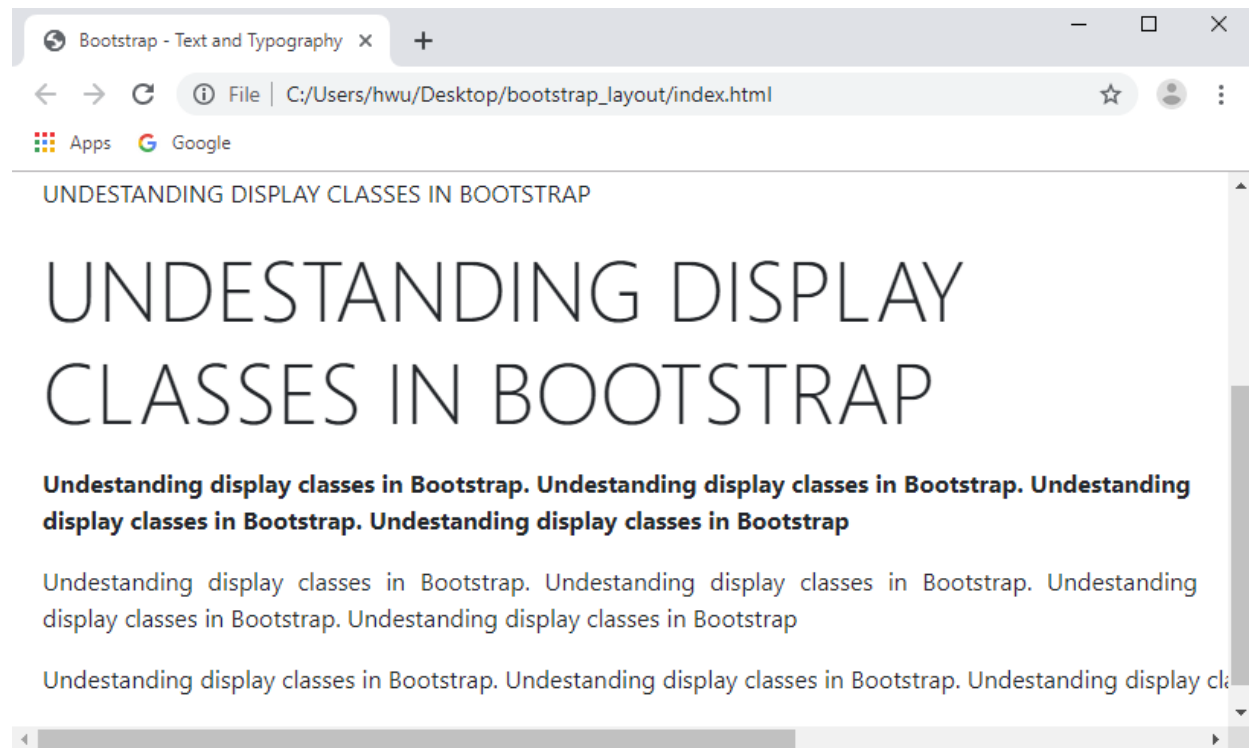 Bootstrap - Text and Typography
File | C:/Users/hwu/Desktop/bootstrap_layout/index.html
Apps Google
UNDESTANDING DISPLAY CLASSES IN BOOTSTRAP
UNDESTANDING DISPLAY
CLASSES IN BOOTSTRAP
Undestanding display classes in Bootstrap. Undestanding display classes in Bootstrap. Undestanding
display classes in Bootstrap. Undestanding display classes in Bootstrap
Undestanding display classes in Bootstrap. Undestanding display classes in Bootstrap. Undestanding
display classes in Bootstrap. Undestanding display classes in Bootstrap
Undestanding display classes in Bootstrap. Undestanding display classes in Bootstrap. Undestanding display